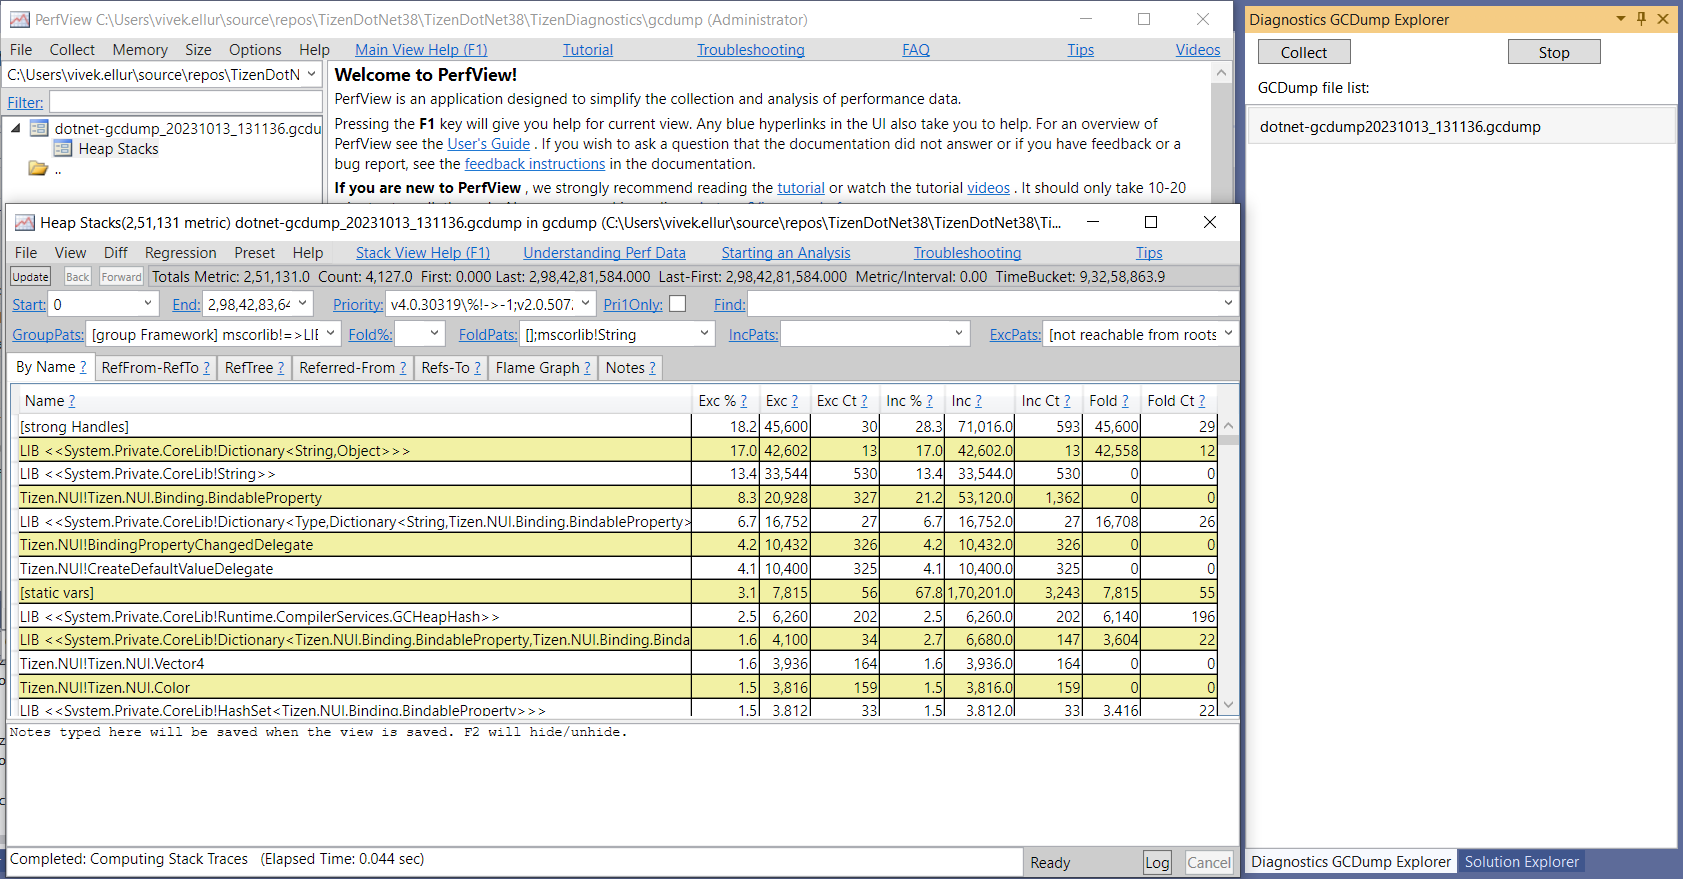 PerfView C:\Users\vivek.ellur\source\repos\TizenDotNet38\TizenDotNet38\TizenDiagnostics\gcdump (Administrator)
File Collect Memory Size Options Help Main View Help (F1) Tutorial Troubleshooting FAQ Tips Videos
C:\Users\vivek.ellur\source\repos\TizenDotN
Filter:
dotnet-gcdump_20231013_131136.gcdu
Heap Stacks
..
Welcome to PerfView!
PerfView is an application designed to simplify the collection and analysis of performance data.
Pressing the F1 key will give you help for current view. Any blue hyperlinks in the UI also take you to help. For an overview of
PerfView see the User's Guide . If you wish to ask a question that the documentation did not answer or if you have feedback or a
bug report, see the feedback instructions in the documentation.
If you are new to PerfView , we strongly recommend reading the tutorial or watch the tutorial videos . It should only take 10-20
Diagnostics GCDump Explorer
Collect Stop
GCDump file list:
dotnet-gcdump20231013_131136.gcdump
Heap Stacks(2,51,131 metric) dotnet-gcdump_20231013_131136.gcdump in gcdump (C:\Users\vivek.ellur\source\repos\TizenDotNet38\TizenDotNet38\Ti...
File View Diff Regression Preset Help Stack View Help (F1) Understanding Perf Data Starting an Analysis Troubleshooting Tips
Update Back Forward Totals Metric: 2,51,131.0 Count: 4,127.0 First: 0.000 Last: 2,98,42,81,584.000 Last-First: 2,98,42,81,584.000 Metric/Interval: 0.00 TimeBucket: 9,32,58,863.9
Start: 0 End: 2,98,42,83,64 Priority: v4.0.30319\%!->-1;v2.0.507. Pri1Only: Find:
GroupPats: [group Framework] mscorlib!=>LIE Fold%: FoldPats: [];mscorlib!String IncPats: ExcPats: [not reachable from roots
By Name ? RefFrom-RefTo ? RefTree ? Referred-From ? Refs-To ? Flame Graph ? Notes ?
Name ? Exc % ? Exc ? Exc Ct ? Inc % ? Inc ? Inc Ct ? Fold ? Fold Ct ?
[strong Handles] 18.2 45,600 30 28.3 71,016.0 593 45,600 29
LIB <<System.Private.CoreLib!Dictionary<String,Object>>> 17.0 42,602 13 17.0 42,602.0 13 42,558 12
LIB <<System.Private.CoreLib!String>> 13.4 33,544 530 13.4 33,544.0 530 0 0
Tizen.NUI!Tizen.NUI.Binding.BindableProperty 8.3 20,928 327 21.2 53,120.0 1,362 0 0
LIB <<System.Private.CoreLib!Dictionary<Type,Dictionary<String,Tizen.NUI.Binding.BindableProperty> 6.7 16,752 27 6.7 16,752.0 27 16,708 26
Tizen.NUI!BindingPropertyChangedDelegate 4.2 10,432 326 4.2 10,432.0 326 0 0
Tizen.NUI!CreateDefaultValueDelegate 4.1 10,400 325 4.1 10,400.0 325 0 0
[static vars] 3.1 7,815 56 67.8 1,70,201.0 3,243 7,815 55
LIB <<System.Private.CoreLib!Runtime.CompilerServices.GCHeapHash>> 2.5 6,260 202 2.5 6,260.0 202 6,140 196
LIB <<System.Private.CoreLib!Dictionary<Tizen.NUI.Binding.BindableProperty,Tizen.NUI.Binding.Binda 1.6 4,100 34 2.7 6,680.0 147 3,604 22
Tizen.NUI!Tizen.NUI.Vector4 1.6 3,936 164 1.6 3,936.0 164 0 0
Tizen.NUI!Tizen.NUI.Color 1.5 3,816 159 1.5 3,816.0 159 0 0
LIB <<System.Private.CoreLib!HashSet<Tizen.NUI.Binding.BindableProperty>>> 1.5 3,812 33 1.5 3,812.0 33 3,416 22
Notes typed here will be saved when the view is saved. F2 will hide/unhide.
Completed: Computing Stack Traces (Elapsed Time: 0.044 sec) Ready Log Cancel
Diagnostics GCDump Explorer Solution Explorer